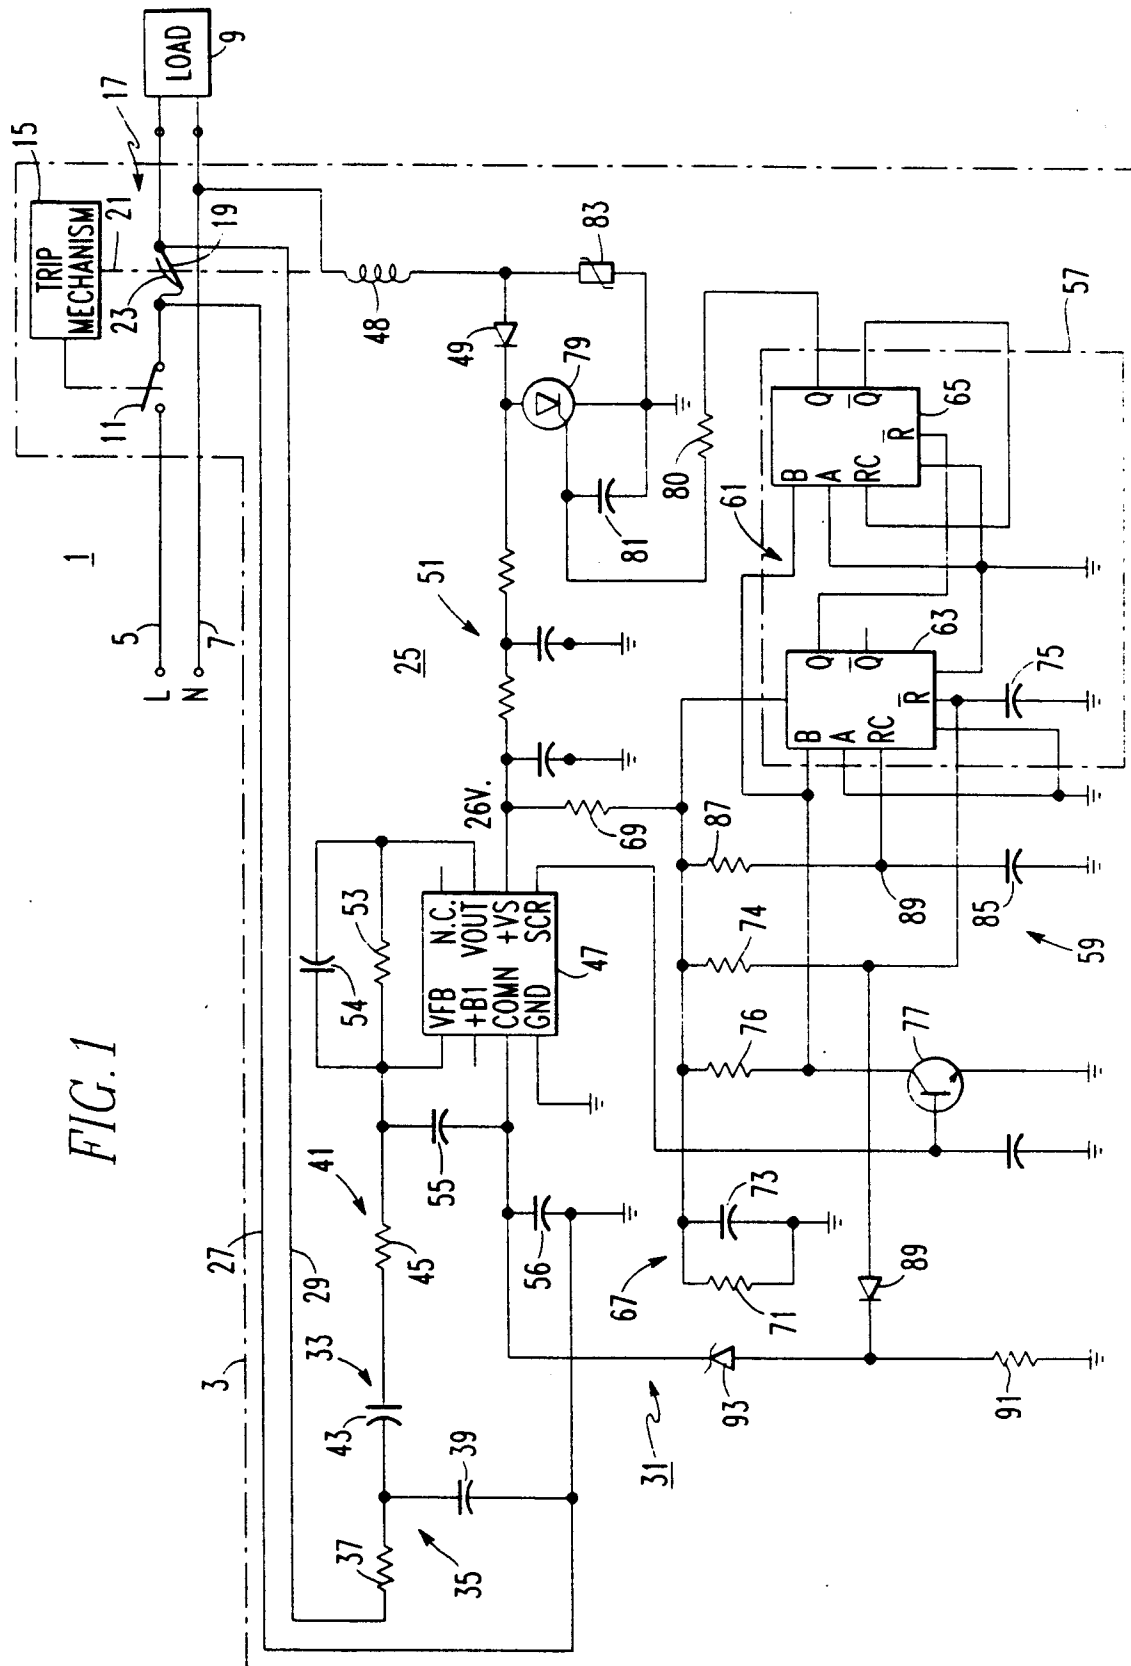 FIG. 1
1
3
L
N
5
7
11
TRIP
MECHANISM
15
17
19
21
23
LOAD
9
27
29
25
31
33
35
37
39
41
43
45
55
56
54
53
VFB
+B1
COMN
GND
N.C.
VOUT
+VS
SCR
47
26V.
51
49
48
79
83
80
81
57
61
B
A
RC
R̅
Q
Q̅
63
B
A
RC
R̅
Q
Q̅
65
75
69
87
89
85
59
74
76
77
73
67
71
89
93
91